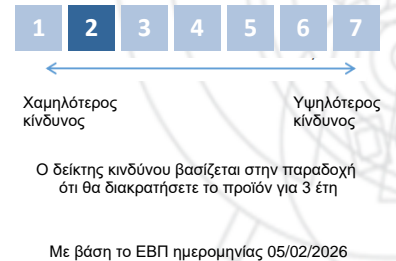 1 2 3 4 5 6 7
Χαμηλότερος Υψηλότερος
κίνδυνος κίνδυνος
Ο δείκτης κινδύνου βασίζεται στην παραδοχή
ότι θα διακρατήσετε το προϊόν για 3 έτη
Με βάση το ΕΒΠ ημερομηνίας 05/02/2026